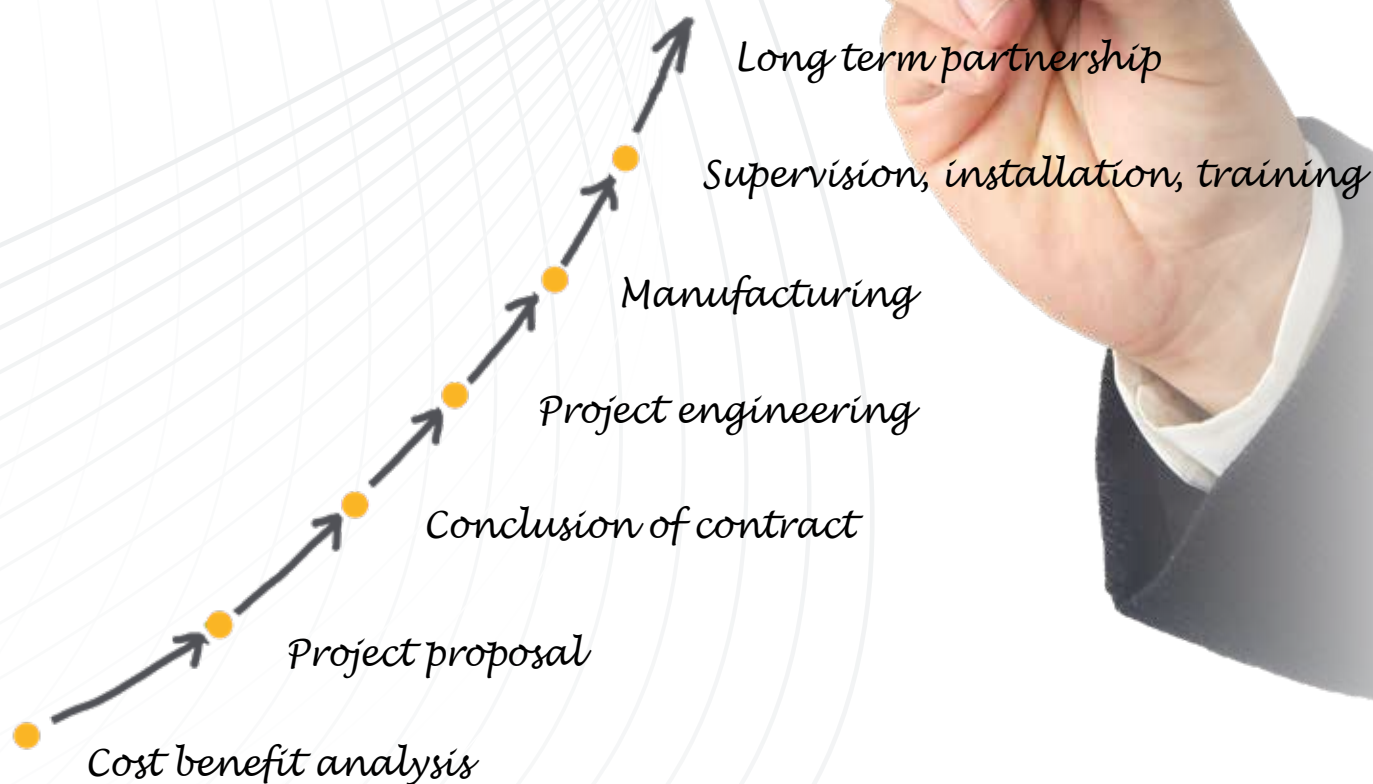 Long term partnership
Supervision, installation, training
Manufacturing
Project engineering
Conclusion of contract
Project proposal
Cost benefit analysis